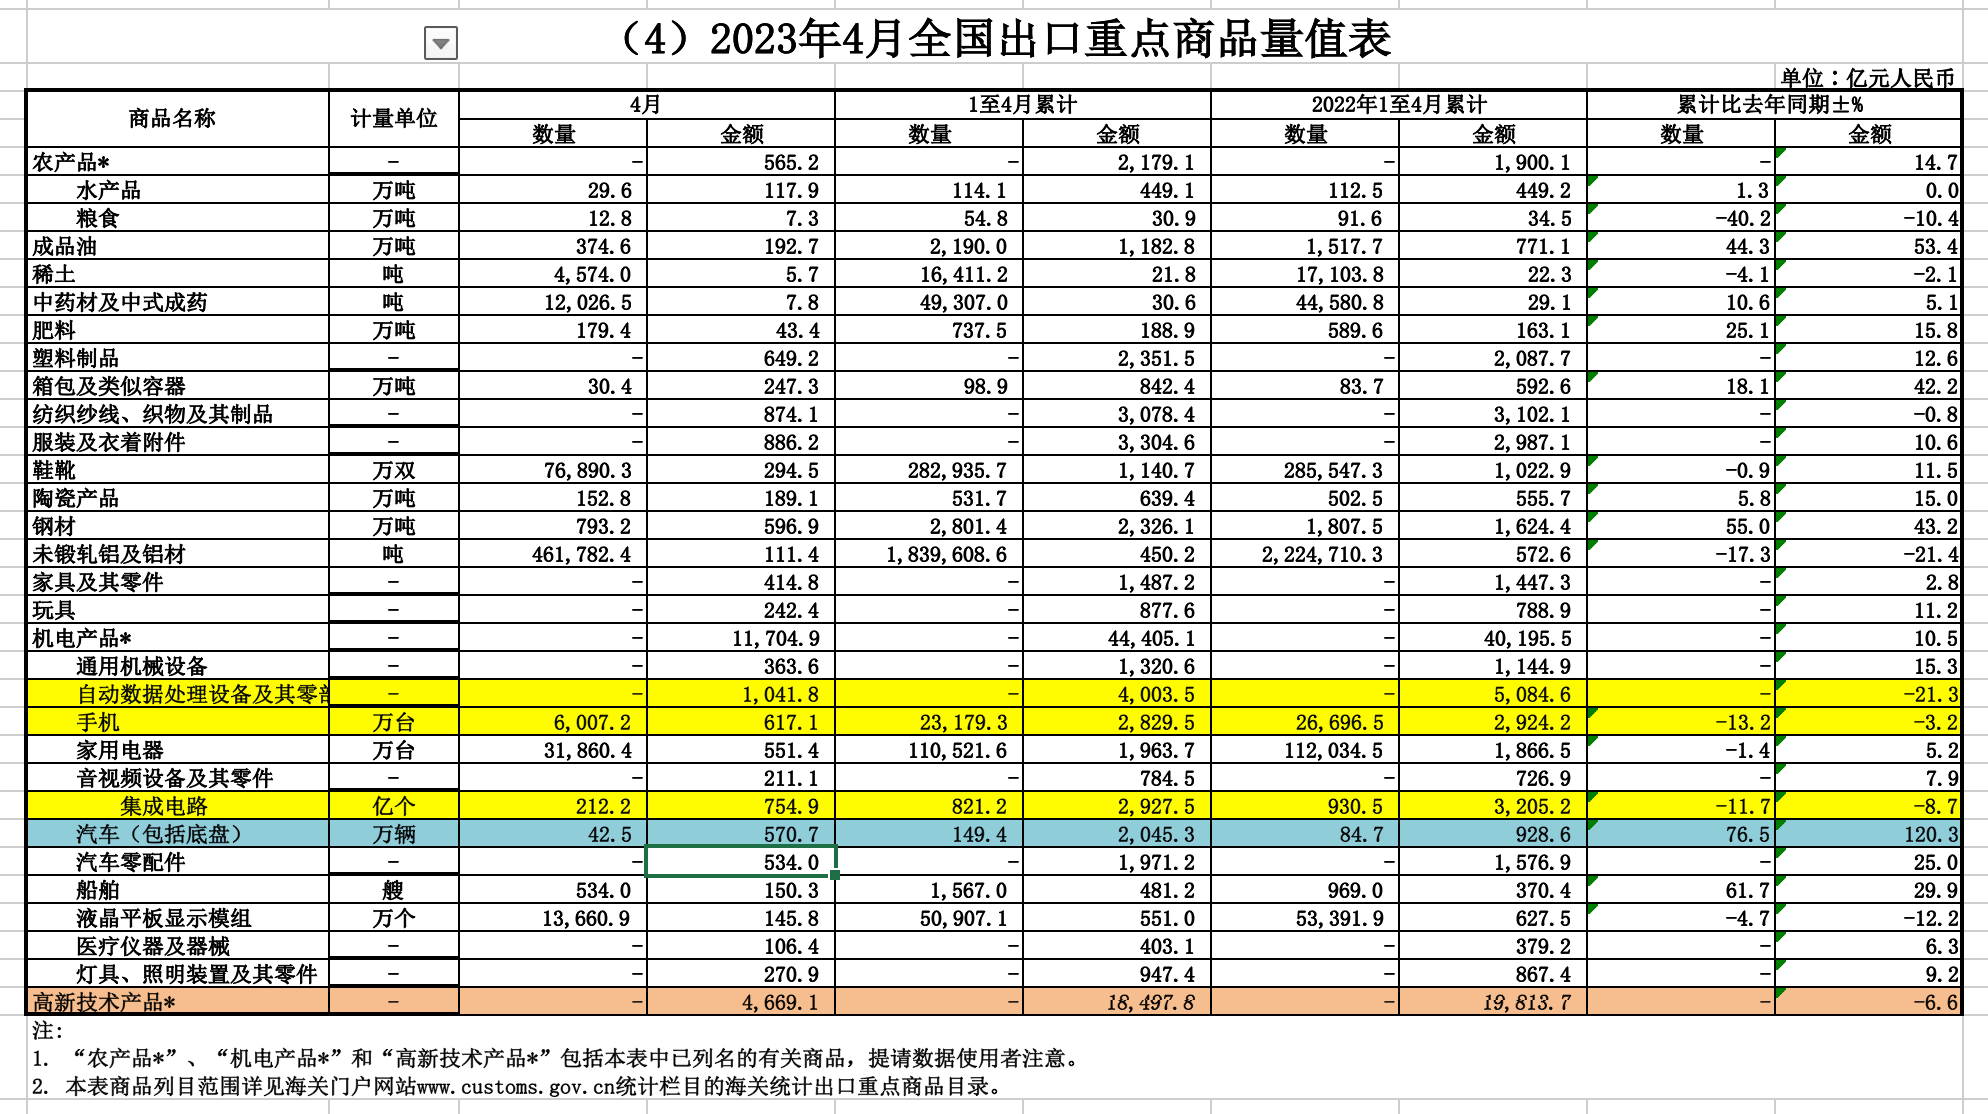 （4）2023年4月全国出口重点商品量值表
单位：亿元人民币
商品名称 计量单位 4月 1至4月累计 2022年1至4月累计 累计比去年同期±%
数量 金额 数量 金额 数量 金额 数量 金额
农产品* - - 565.2 - 2,179.1 - 1,900.1 - 14.7
水产品 万吨 29.6 117.9 114.1 449.1 112.5 449.2 1.3 0.0
粮食 万吨 12.8 7.3 54.8 30.9 91.6 34.5 -40.2 -10.4
成品油 万吨 374.6 192.7 2,190.0 1,182.8 1,517.7 771.1 44.3 53.4
稀土 吨 4,574.0 5.7 16,411.2 21.8 17,103.8 22.3 -4.1 -2.1
中药材及中式成药 吨 12,026.5 7.8 49,307.0 30.6 44,580.8 29.1 10.6 5.1
肥料 万吨 179.4 43.4 737.5 188.9 589.6 163.1 25.1 15.8
塑料制品 - - 649.2 - 2,351.5 - 2,087.7 - 12.6
箱包及类似容器 万吨 30.4 247.3 98.9 842.4 83.7 592.6 18.1 42.2
纺织纱线、织物及其制品 - - 874.1 - 3,078.4 - 3,102.1 - -0.8
服装及衣着附件 - - 886.2 - 3,304.6 - 2,987.1 - 10.6
鞋靴 万双 76,890.3 294.5 282,935.7 1,140.7 285,547.3 1,022.9 -0.9 11.5
陶瓷产品 万吨 152.8 189.1 531.7 639.4 502.5 555.7 5.8 15.0
钢材 万吨 793.2 596.9 2,801.4 2,326.1 1,807.5 1,624.4 55.0 43.2
未锻轧铝及铝材 吨 461,782.4 111.4 1,839,608.6 450.2 2,224,710.3 572.6 -17.3 -21.4
家具及其零件 - - 414.8 - 1,487.2 - 1,447.3 - 2.8
玩具 - - 242.4 - 877.6 - 788.9 - 11.2
机电产品* - - 11,704.9 - 44,405.1 - 40,195.5 - 10.5
通用机械设备 - - 363.6 - 1,320.6 - 1,144.9 - 15.3
自动数据处理设备及其零部 - - 1,041.8 - 4,003.5 - 5,084.6 - -21.3
手机 万台 6,007.2 617.1 23,179.3 2,829.5 26,696.5 2,924.2 -13.2 -3.2
家用电器 万台 31,860.4 551.4 110,521.6 1,963.7 112,034.5 1,866.5 -1.4 5.2
音视频设备及其零件 - - 211.1 - 784.5 - 726.9 - 7.9
集成电路 亿个 212.2 754.9 821.2 2,927.5 930.5 3,205.2 -11.7 -8.7
汽车（包括底盘） 万辆 42.5 570.7 149.4 2,045.3 84.7 928.6 76.5 120.3
汽车零配件 - - 534.0 - 1,971.2 - 1,576.9 - 25.0
船舶 艘 534.0 150.3 1,567.0 481.2 969.0 370.4 61.7 29.9
液晶平板显示模组 万个 13,660.9 145.8 50,907.1 551.0 53,391.9 627.5 -4.7 -12.2
医疗仪器及器械 - - 106.4 - 403.1 - 379.2 - 6.3
灯具、照明装置及其零件 - - 270.9 - 947.4 - 867.4 - 9.2
高新技术产品* - - 4,669.1 - 18,497.8 - 19,813.7 - -6.6
注：
1. “农产品*”、“机电产品*”和“高新技术产品*”包括本表中已列名的有关商品，提请数据使用者注意。
2. 本表商品列目范围详见海关门户网站www.customs.gov.cn统计栏目的海关统计出口重点商品目录。